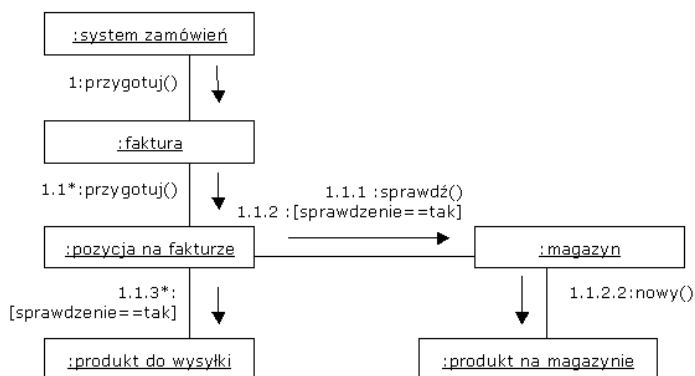 :system zamówień
1:przygotuj()
:faktura
1.1*:przygotuj()
1.1.1 :sprawdź()
1.1.2 :[sprawdzenie==tak]
:pozycja na fakturze
:magazyn
1.1.3*:
[sprawdzenie==tak]
1.1.2.2:nowy()
:produkt do wysyłki
:produkt na magazynie